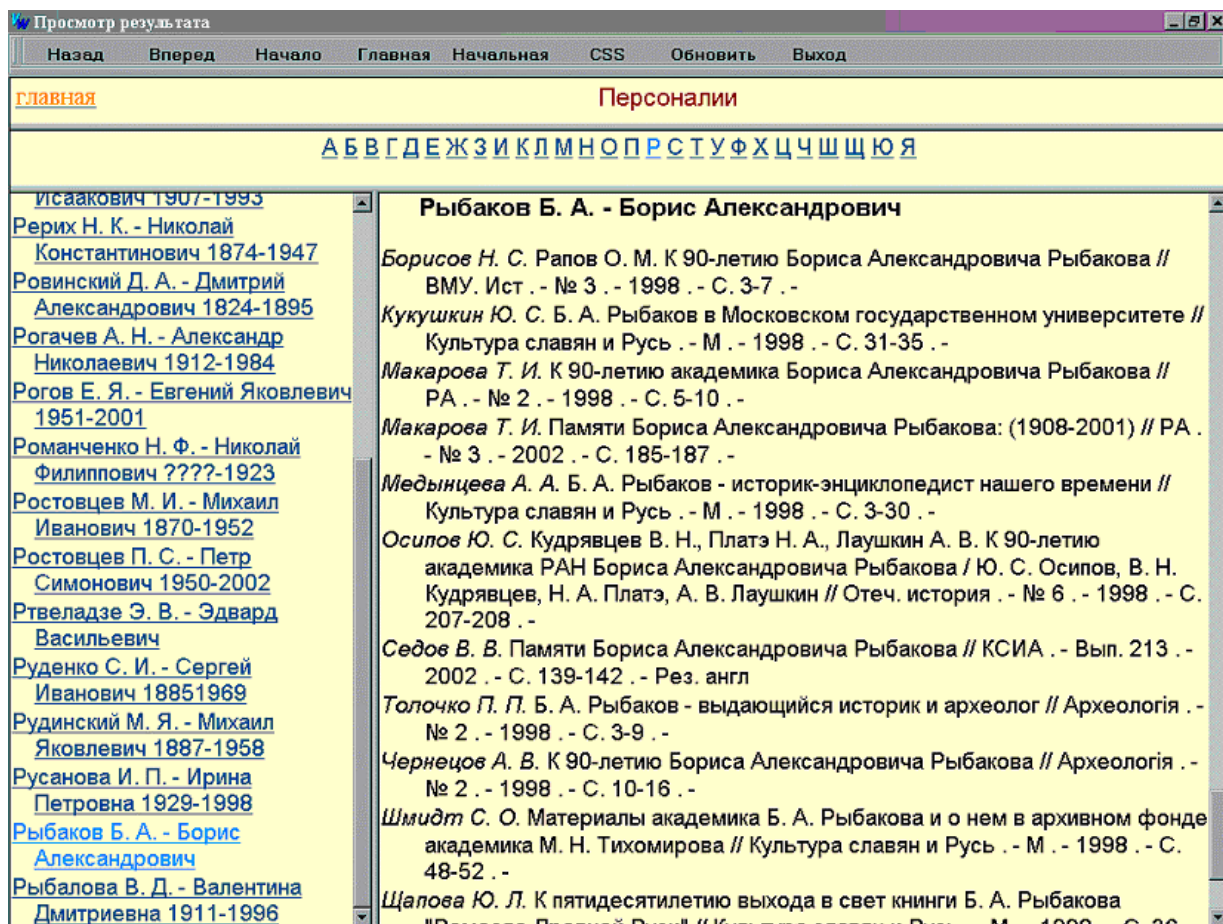 Просмотр результата
Назад Вперед Начало Главная Начальная CSS Обновить Выход
главная
Персоналии
А Б В Г Д Е Ж З И К Л М Н О П Р С Т У Ф Х Ц Ч Ш Щ Ю Я
Исаакович 1907-1993
Рерих Н. К. - Николай
Константинович 1874-1947
Ровинский Д. А. - Дмитрий
Александрович 1824-1895
Рогачев А. Н. - Александр
Николаевич 1912-1984
Рогов Е. Я. - Евгений Яковлевич
1951-2001
Романченко Н. Ф. - Николай
Филиппович ????-1923
Ростовцев М. И. - Михаил
Иванович 1870-1952
Ростовцев П. С. - Петр
Симонович 1950-2002
Ртвеладзе Э. В. - Эдвард
Васильевич
Руденко С. И. - Сергей
Иванович 18851969
Рудинский М. Я. - Михаил
Яковлевич 1887-1958
Русанова И. П. - Ирина
Петровна 1929-1998
Рыбаков Б. А. - Борис
Александрович
Рыбалова В. Д. - Валентина
Дмитриевна 1911-1996
Рыбаков Б. А. - Борис Александрович
Борисов Н. С. Рапов О. М. К 90-летию Бориса Александровича Рыбакова //
ВМУ. Ист . - № 3 . - 1998 . - С. 3-7 . -
Кукушкин Ю. С. Б. А. Рыбаков в Московском государственном университете //
Культура славян и Русь . - М . - 1998 . - С. 31-35 . -
Макарова Т. И. К 90-летию академика Бориса Александровича Рыбакова //
РА . - № 2 . - 1998 . - С. 5-10 . -
Макарова Т. И. Памяти Бориса Александровича Рыбакова: (1908-2001) // РА .
- № 3 . - 2002 . - С. 185-187 . -
Медынцева А. А. Б. А. Рыбаков - историк-энциклопедист нашего времени //
Культура славян и Русь . - М . - 1998 . - С. 3-30 . -
Осипов Ю. С. Кудрявцев В. Н., Платэ Н. А., Лаушкин А. В. К 90-летию
академика РАН Бориса Александровича Рыбакова / Ю. С. Осипов, В. Н.
Кудрявцев, Н. А. Платэ, А. В. Лаушкин // Отеч. история . - № 6 . - 1998 . - С.
207-208 . -
Седов В. В. Памяти Бориса Александровича Рыбакова // КСИА . - Вып. 213 . -
2002 . - С. 139-142 . - Рез. англ
Толочко П. П. Б. А. Рыбаков - выдающийся историк и археолог // Археологія . -
№ 2 . - 1998 . - С. 3-9 . -
Чернецов А. В. К 90-летию Бориса Александровича Рыбакова // Археологія . -
№ 2 . - 1998 . - С. 10-16 . -
Шмидт С. О. Материалы академика Б. А. Рыбакова и о нем в архивном фонде
академика М. Н. Тихомирова // Культура славян и Русь . - М . - 1998 . - С.
48-52 . -
Щапова Ю. Л. К пятидесятилетию выхода в свет книнги Б. А. Рыбакова